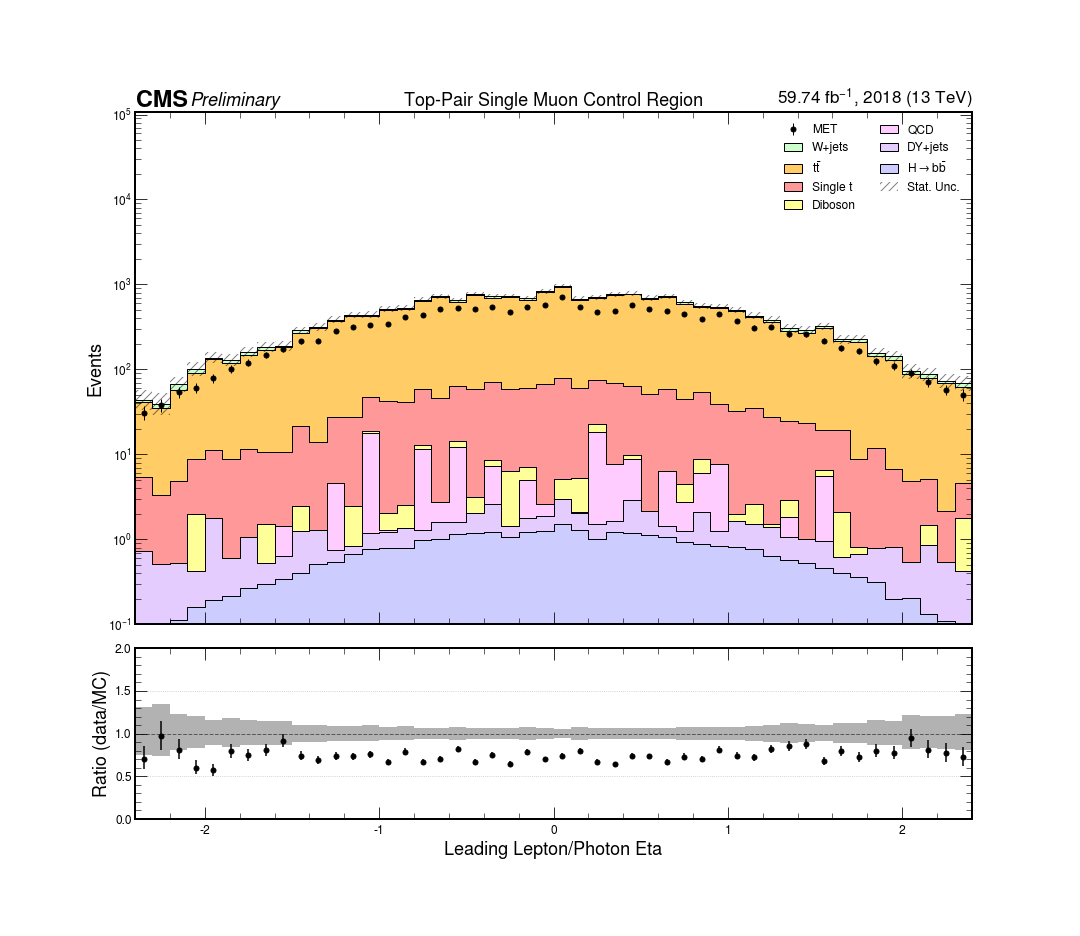 CMS Preliminary Top-Pair Single Muon Control Region 59.74 fb⁻¹, 2018 (13 TeV)
10⁵
10⁴
10³
10²
10¹
10⁰
10⁻¹
Events
MET
W+jets
tt̄
Single t
Diboson
QCD
DY+jets
H→bb̄
Stat. Unc.
2.0
1.5
1.0
0.5
0.0
Ratio (data/MC)
-2 -1 0 1 2
Leading Lepton/Photon Eta